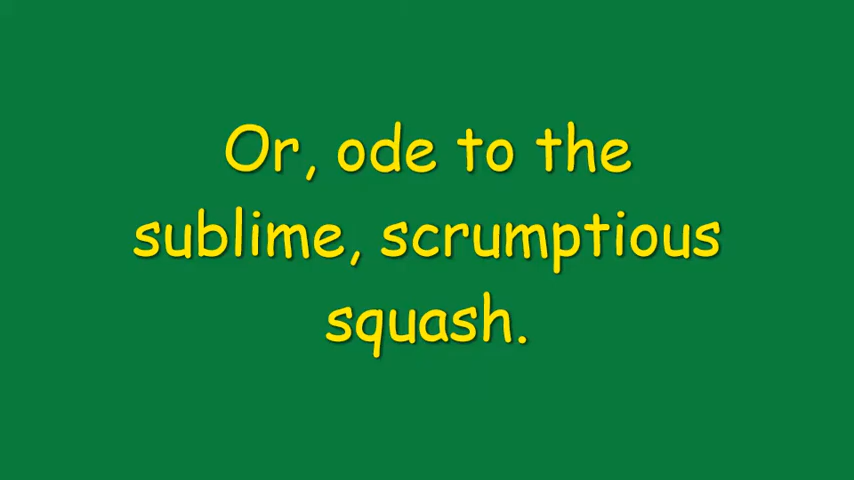 Or, ode to the
sublime, scrumptious
squash.